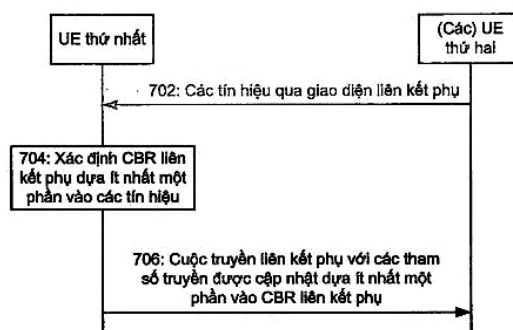 UE thứ nhất
(Các) UE
thứ hai
702: Các tín hiệu qua giao diện liên kết phụ
704: Xác định CBR liên
kết phụ dựa ít nhất một
phần vào các tín hiệu
706: Cuộc truyền liên kết phụ với các tham
số truyền được cập nhật dựa ít nhất một
phần vào CBR liên kết phụ